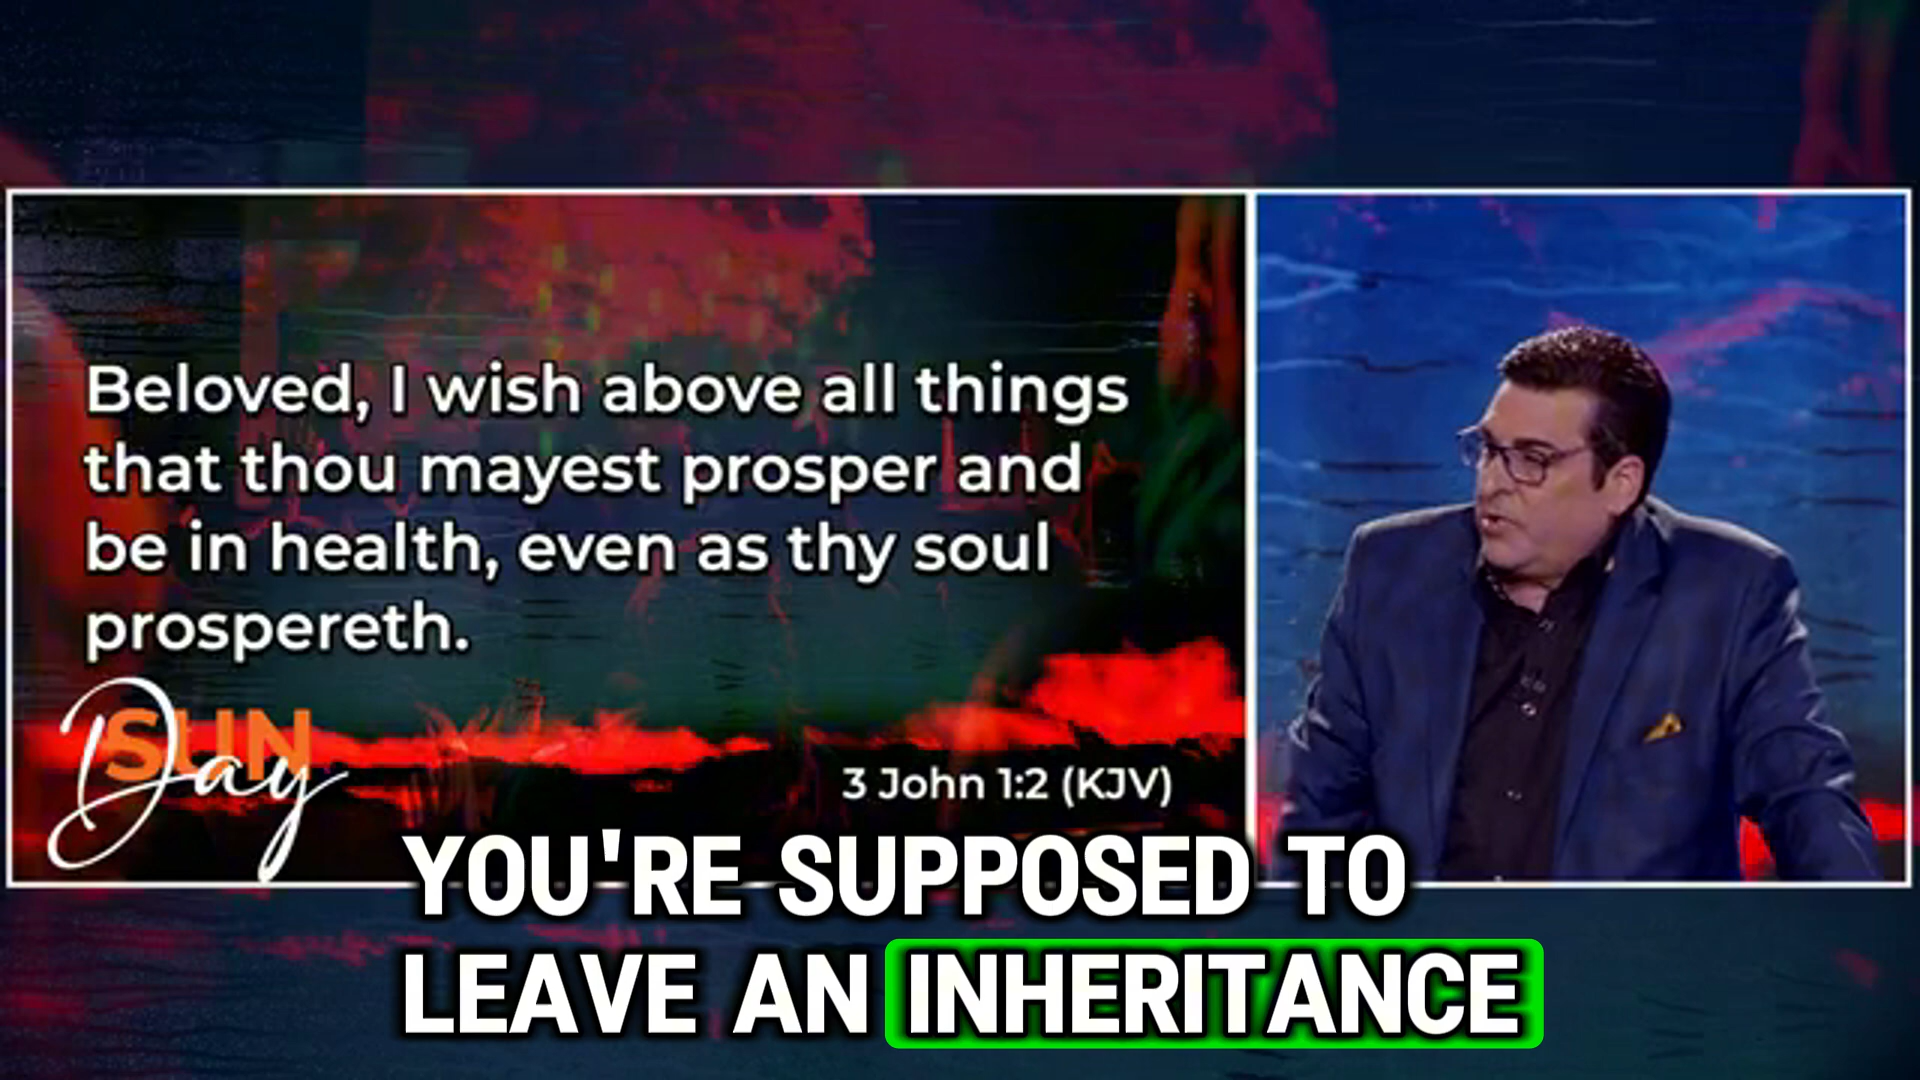 Beloved, I wish above all things
that thou mayest prosper and
be in health, even as thy soul
prospereth.
SUN
Day
3 John 1:2 (KJV)
YOU'RE SUPPOSED TO
LEAVE AN INHERITANCE